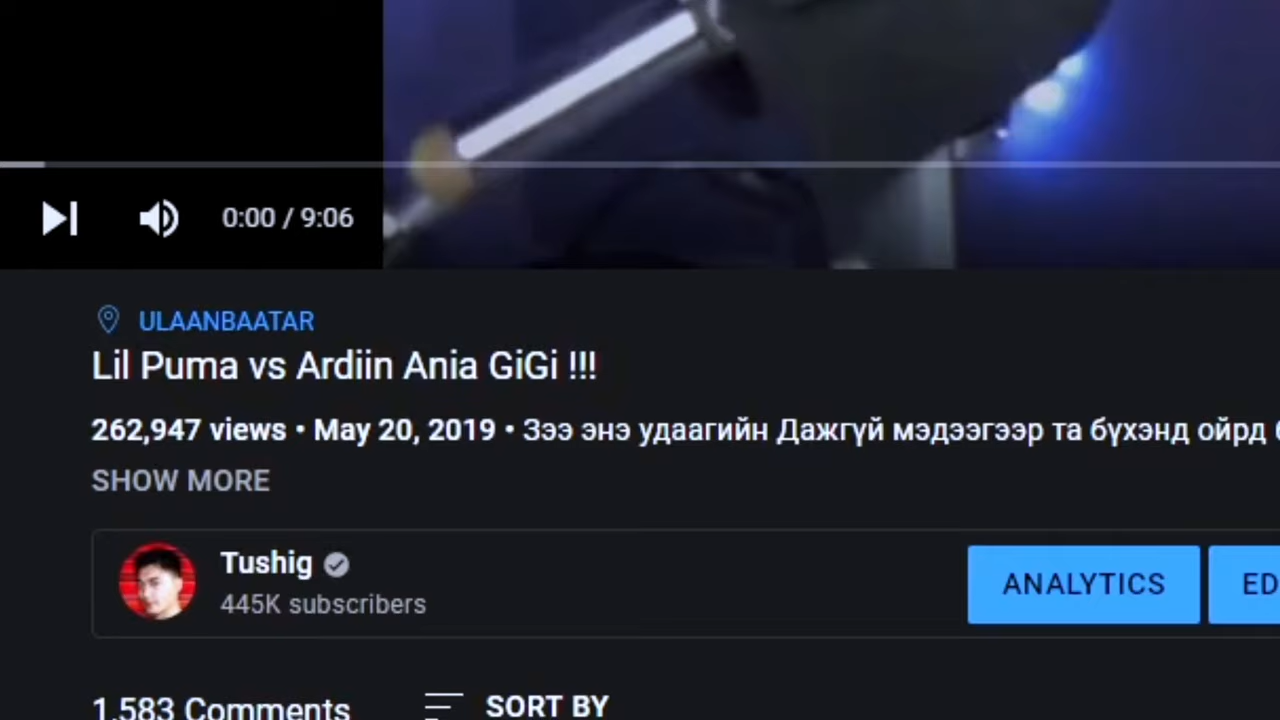 0:00 / 9:06
ULAANBAATAR
Lil Puma vs Ardiin Ania GiGi !!!
262,947 views • May 20, 2019 • Зээ энэ удаагийн Дажгүй мэдээгээр та бүхэнд ойрд
SHOW MORE
Tushig
445K subscribers
ANALYTICS
ED
1,583 Comments
SORT BY